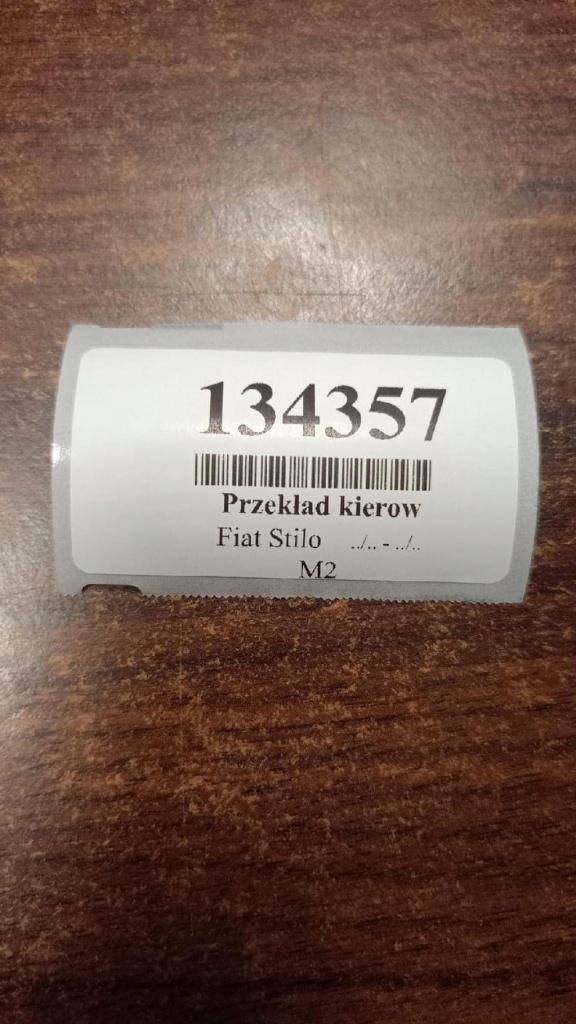 134357
Przekład kierow
Fiat Stilo ../.. - ../..
M2